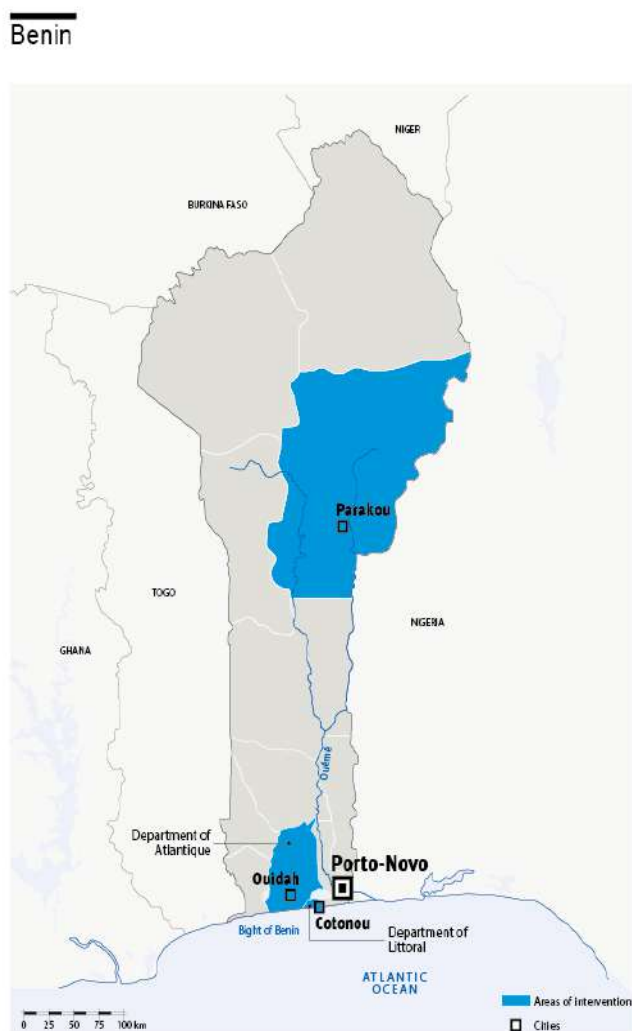 Benin
NIGER
BURKINA FASO
Parakou
TOGO
NIGERIA
GHANA
Ouémé
Department of
Atlantique
Porto-Novo
Ouidah
Cotonou
Bight of Benin
Department of
Littoral
ATLANTIC
OCEAN
Areas of intervention
0 25 50 75 100 km
Cities